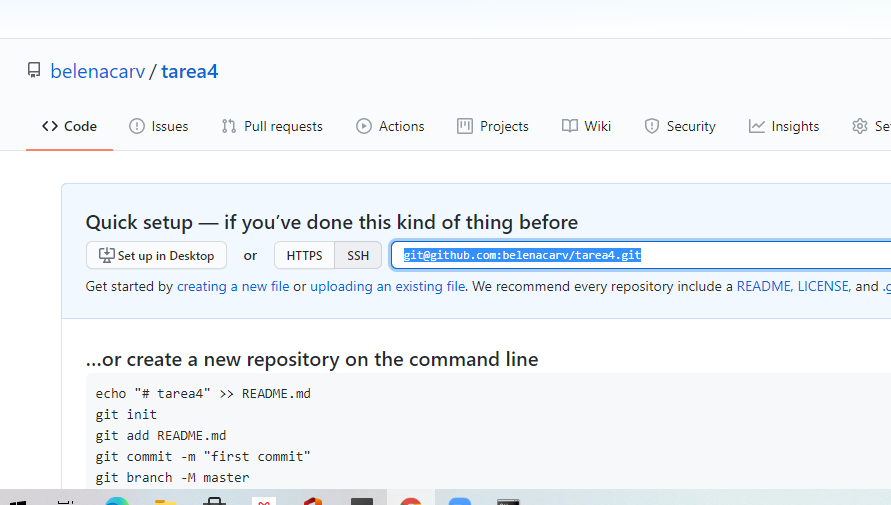 belenacarv / tarea4
Code Issues Pull requests Actions Projects Wiki Security Insights
Quick setup — if you've done this kind of thing before
Set up in Desktop or HTTPS SSH git@github.com:belenacarv/tarea4.git
Get started by creating a new file or uploading an existing file. We recommend every repository include a README, LICENSE, and
...or create a new repository on the command line
echo "# tarea4" >> README.md
git init
git add README.md
git commit -m "first commit"
git branch -M master